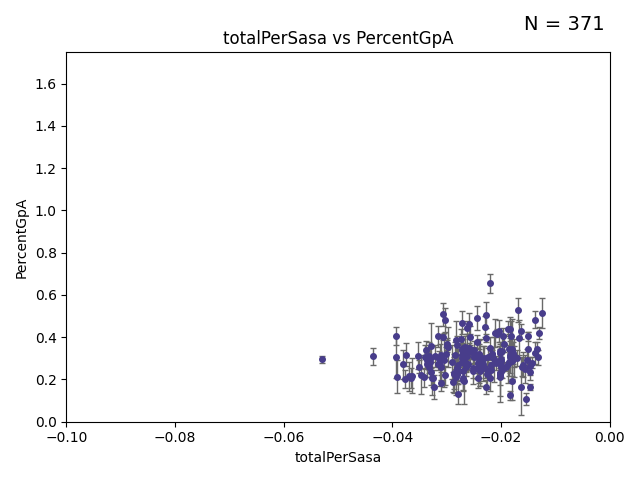 N = 371
totalPerSasa vs PercentGpA
PercentGpA
1.6
1.4
1.2
1.0
0.8
0.6
0.4
0.2
0.0
−0.10 −0.08 −0.06 −0.04 −0.02 0.00
totalPerSasa